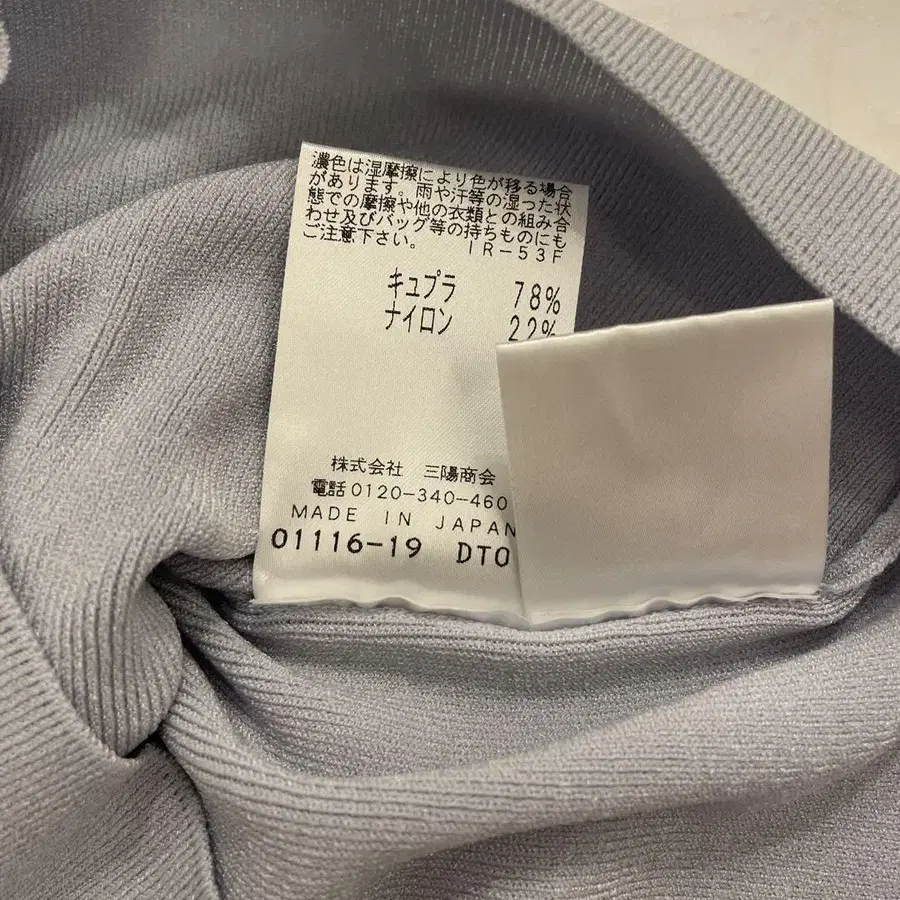 濃色は湿摩擦により色が移る場合
があります。雨や汗等の湿った状
態での摩擦や他の衣類との組み合
わせ及びバッグ等の持ちものにも
ご注意下さい。 IR-53F
キュプラ 78%
ナイロン 22%
株式会社 三陽商会
電話0120-340-460
MADE IN JAPAN
01116-19 DT0